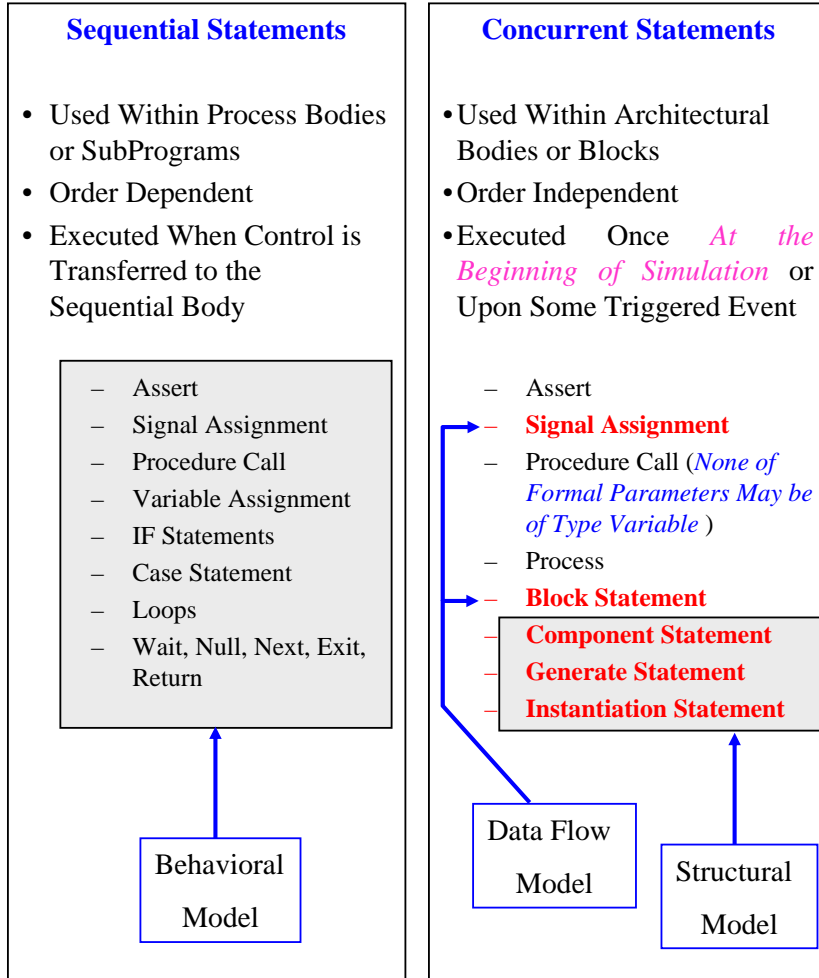 Sequential Statements
• Used Within Process Bodies
or SubPrograms
• Order Dependent
• Executed When Control is
Transferred to the
Sequential Body
– Assert
– Signal Assignment
– Procedure Call
– Variable Assignment
– IF Statements
– Case Statement
– Loops
– Wait, Null, Next, Exit,
Return
Behavioral
Model
Concurrent Statements
• Used Within Architectural
Bodies or Blocks
• Order Independent
• Executed Once At the
Beginning of Simulation or
Upon Some Triggered Event
– Assert
– Signal Assignment
– Procedure Call (None of
Formal Parameters May be
of Type Variable )
– Process
– Block Statement
– Component Statement
– Generate Statement
– Instantiation Statement
Data Flow
Model
Structural
Model